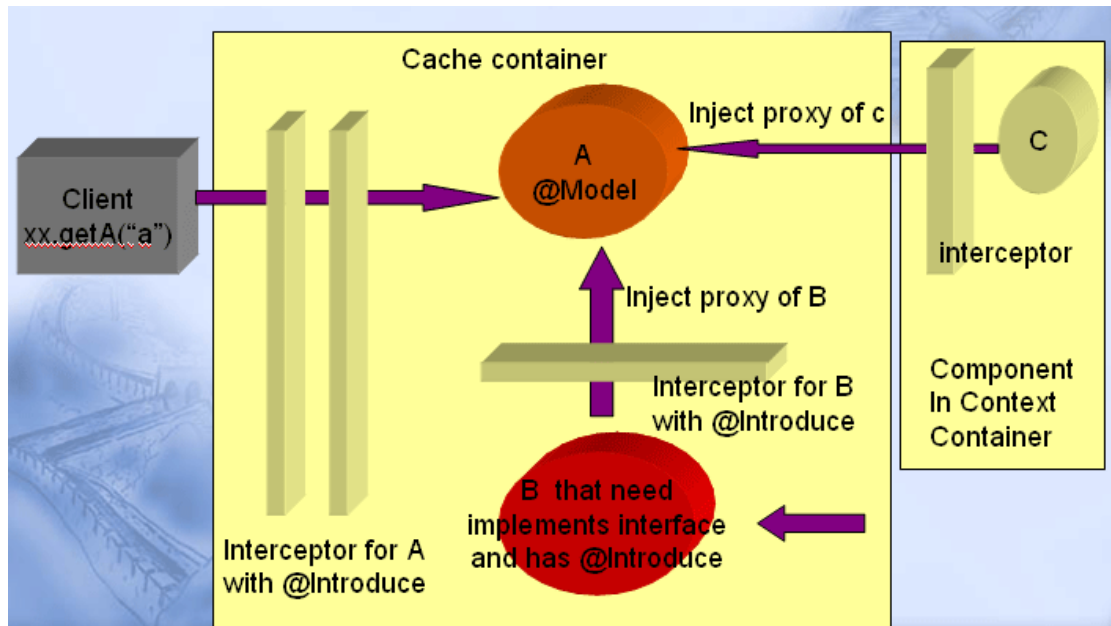 Cache container
Client
xx.getA("a")
A
@Model
Inject proxy of c
C
interceptor
Inject proxy of B
Interceptor for B
with @Introduce
Component
In Context
Container
B that need
implements interface
and has @Introduce
Interceptor for A
with @Introduce